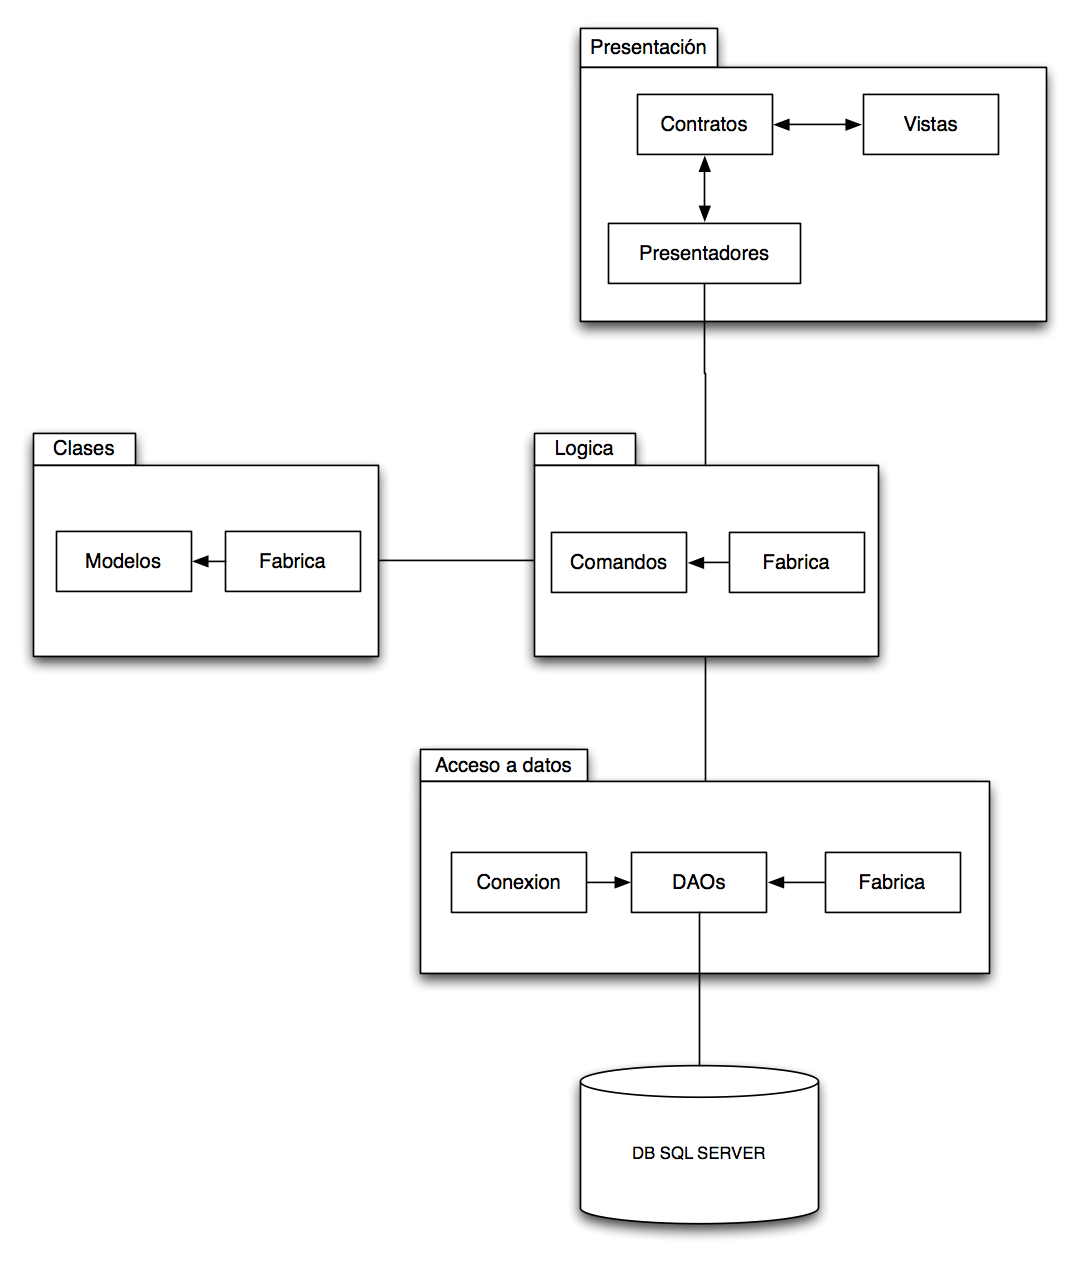 Presentación
Contratos
Vistas
Presentadores
Clases
Modelos
Fabrica
Logica
Comandos
Fabrica
Acceso a datos
Conexion
DAOs
Fabrica
DB SQL SERVER